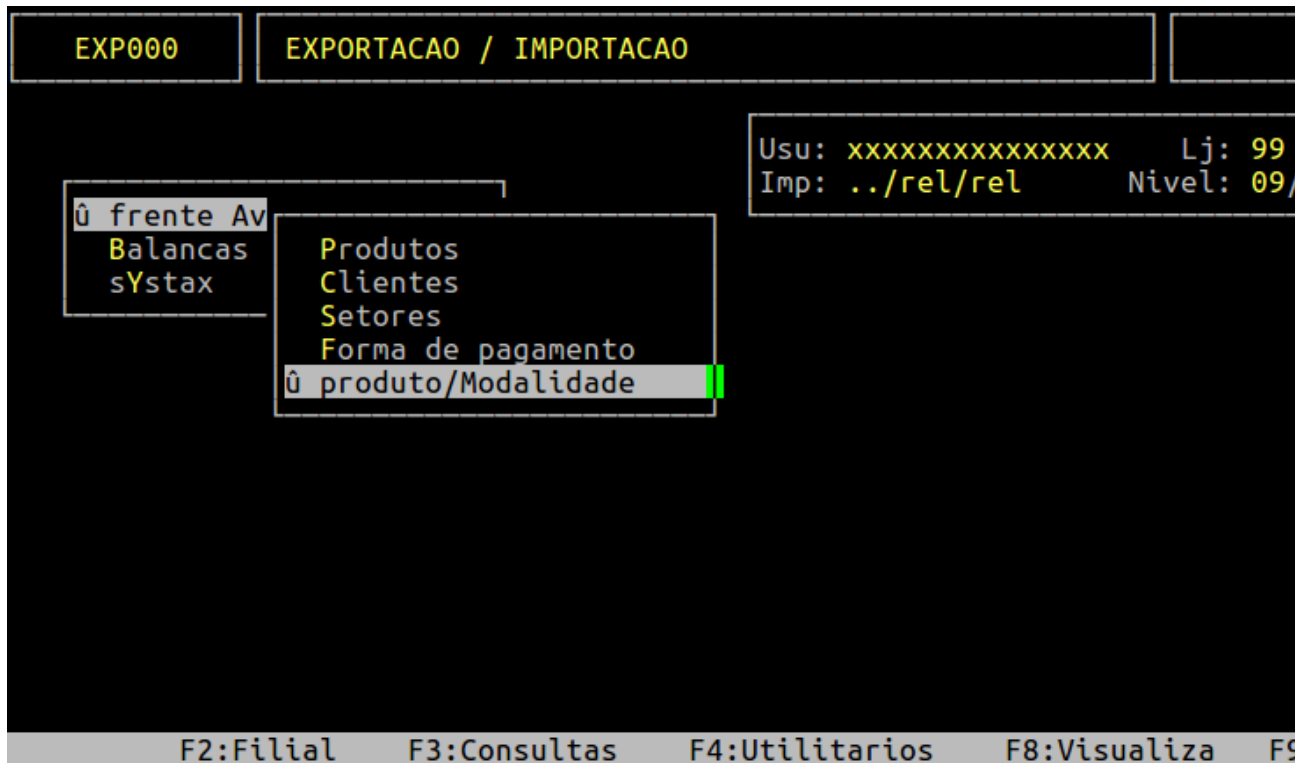 EXP000 EXPORTACAO / IMPORTACAO
Usu: xxxxxxxxxxxxxxx Lj: 99
Imp: ../rel/rel Nivel: 09/
û frente Av
Balancas
sYstax
Produtos
Clientes
Setores
Forma de pagamento
û produto/Modalidade
F2:Filial F3:Consultas F4:Utilitarios F8:Visualiza F9